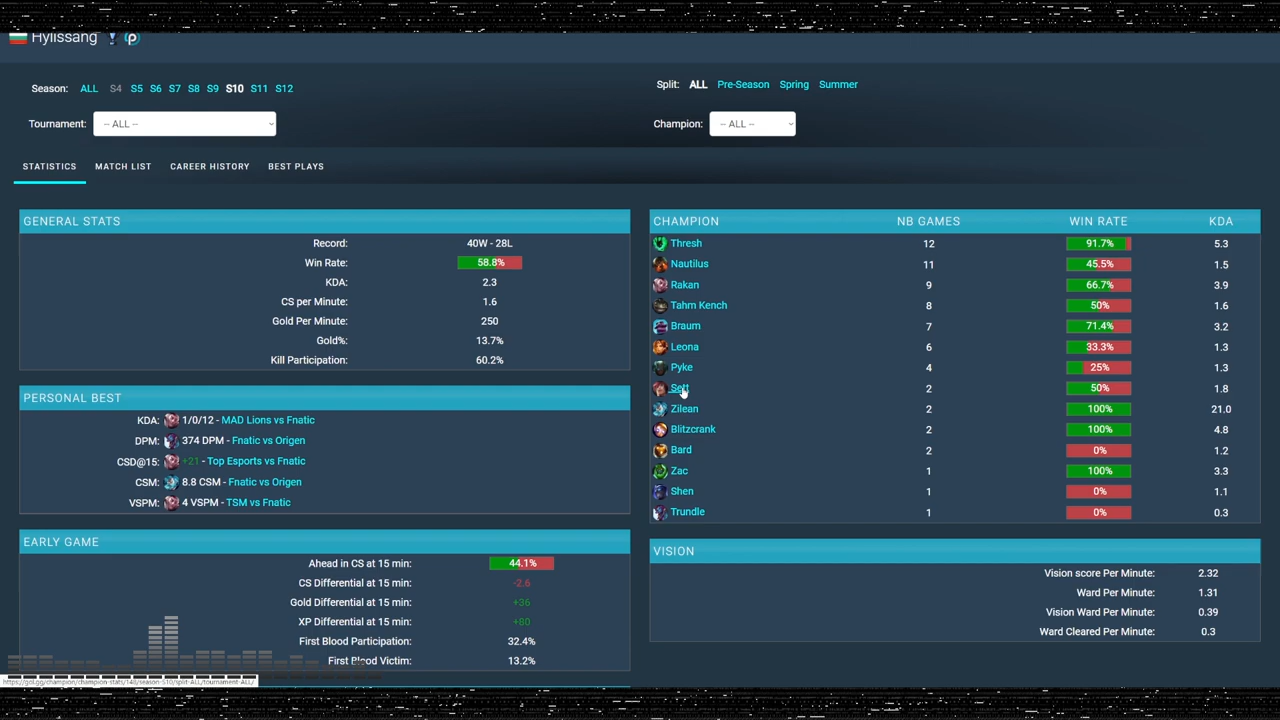 Hylissang
Season: ALL S4 S5 S6 S7 S8 S9 S10 S11 S12
Split: ALL Pre-Season Spring Summer
Tournament: -- ALL --
Champion: -- ALL --
STATISTICS MATCH LIST CAREER HISTORY BEST PLAYS
GENERAL STATS
Record: 40W - 28L
Win Rate: 58.8%
KDA: 2.3
CS per Minute: 1.6
Gold Per Minute: 250
Gold%: 13.7%
Kill Participation: 60.2%
PERSONAL BEST
KDA: 1/0/12 - MAD Lions vs Fnatic
DPM: 374 DPM - Fnatic vs Origen
CSD@15: +21 - Top Esports vs Fnatic
CSM: 8.8 CSM - Fnatic vs Origen
VSPM: 4 VSPM - TSM vs Fnatic
EARLY GAME
Ahead in CS at 15 min: 44.1%
CS Differential at 15 min: -2.6
Gold Differential at 15 min: +36
XP Differential at 15 min: +80
First Blood Participation: 32.4%
First Blood Victim: 13.2%
CHAMPION NB GAMES WIN RATE KDA
Thresh 12 91.7% 5.3
Nautilus 11 45.5% 1.5
Rakan 9 66.7% 3.9
Tahm Kench 8 50% 1.6
Braum 7 71.4% 3.2
Leona 6 33.3% 1.3
Pyke 4 25% 1.3
Sett 2 50% 1.8
Zilean 2 100% 21.0
Blitzcrank 2 100% 4.8
Bard 2 0% 1.2
Zac 1 100% 3.3
Shen 1 0% 1.1
Trundle 1 0% 0.3
VISION
Vision score Per Minute: 2.32
Ward Per Minute: 1.31
Vision Ward Per Minute: 0.39
Ward Cleared Per Minute: 0.3